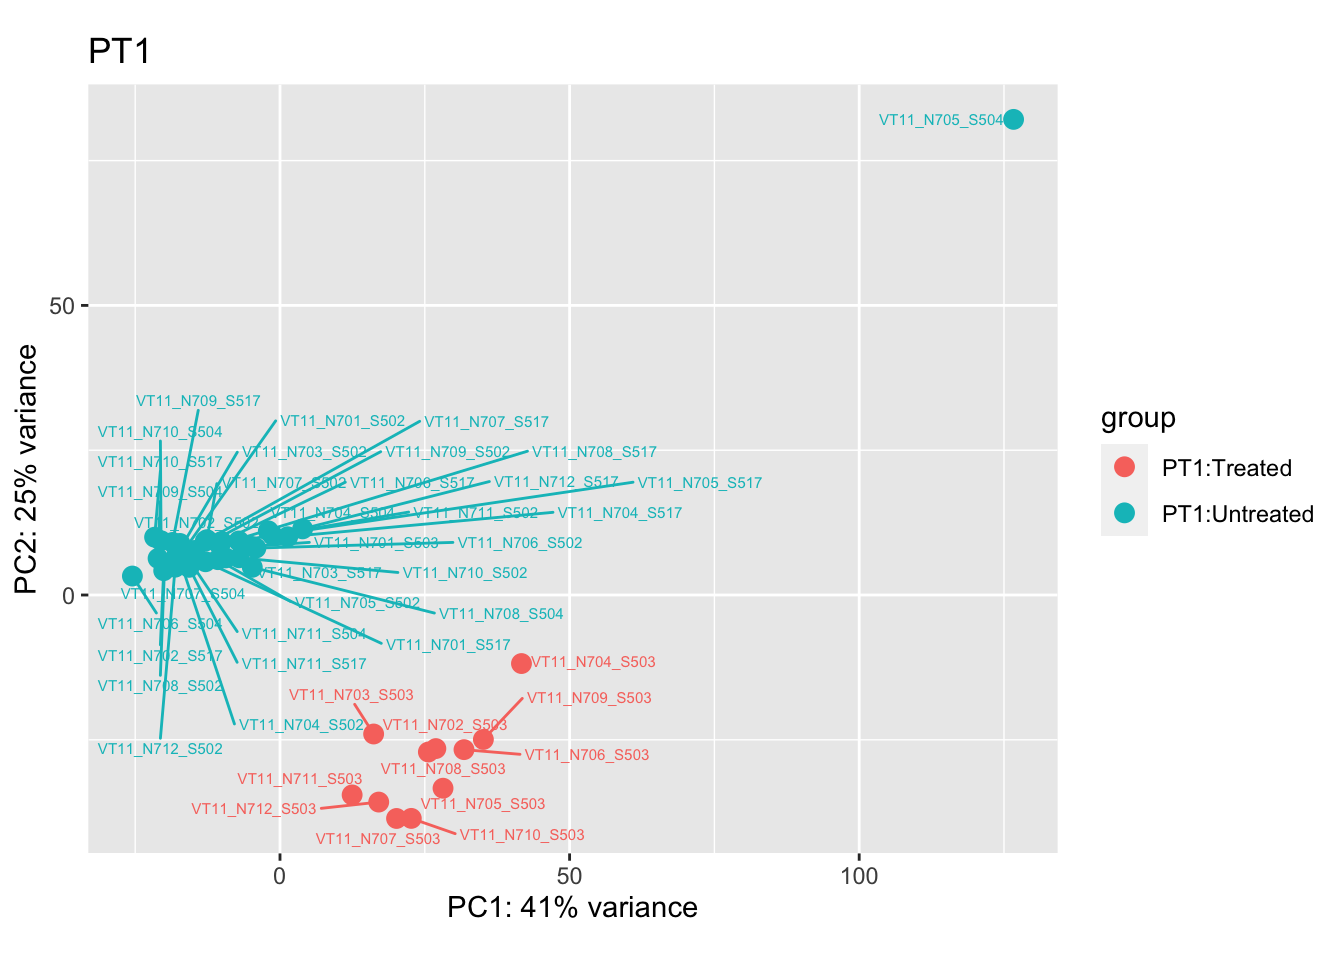 PT1
VT11_N705_S504
50
VT11_N709_S517
VT11_N701_S502
VT11_N707_S517
VT11_N710_S504
VT11_N703_S502
VT11_N709_S502
VT11_N708_S517
VT11_N710_S517
VT11_N707_S502
VT11_N706_S517
VT11_N712_S517
VT11_N705_S517
VT11_N709_S504
VT11_N704_S504
VT11_N711_S502
VT11_N704_S517
VT11_N702_S502
VT11_N701_S503
VT11_N706_S502
VT11_N703_S517
VT11_N710_S502
0
VT11_N707_S504
VT11_N705_S502
VT11_N708_S504
VT11_N706_S504
VT11_N711_S504
VT11_N701_S517
VT11_N702_S517
VT11_N711_S517
VT11_N704_S503
VT11_N708_S502
VT11_N703_S503
VT11_N709_S503
VT11_N704_S502
VT11_N702_S503
VT11_N712_S502
VT11_N706_S503
VT11_N708_S503
VT11_N711_S503
VT11_N705_S503
VT11_N712_S503
VT11_N710_S503
VT11_N707_S503
0
50
100
PC1: 41% variance
PC2: 25% variance
group
PT1:Treated
PT1:Untreated